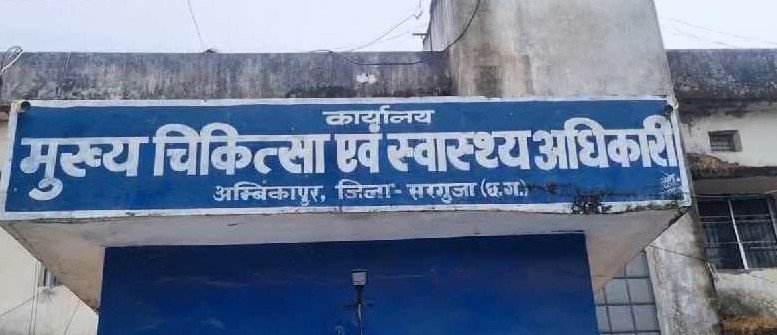 कार्यालय
मुख्य चिकित्सा एवं स्वास्थ्य अधिकारी
अम्बिकापुर, जिला - सरगुजा (छ.ग.)